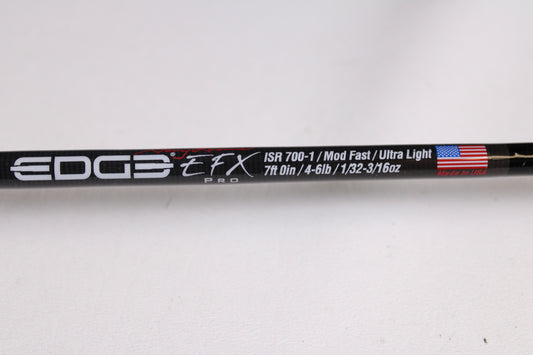 EDGE® EFX
PRO
ISR 700-1 / Mod Fast / Ultra Light
7ft 0in / 4-6lb / 1/32-3/16oz
Made In USA